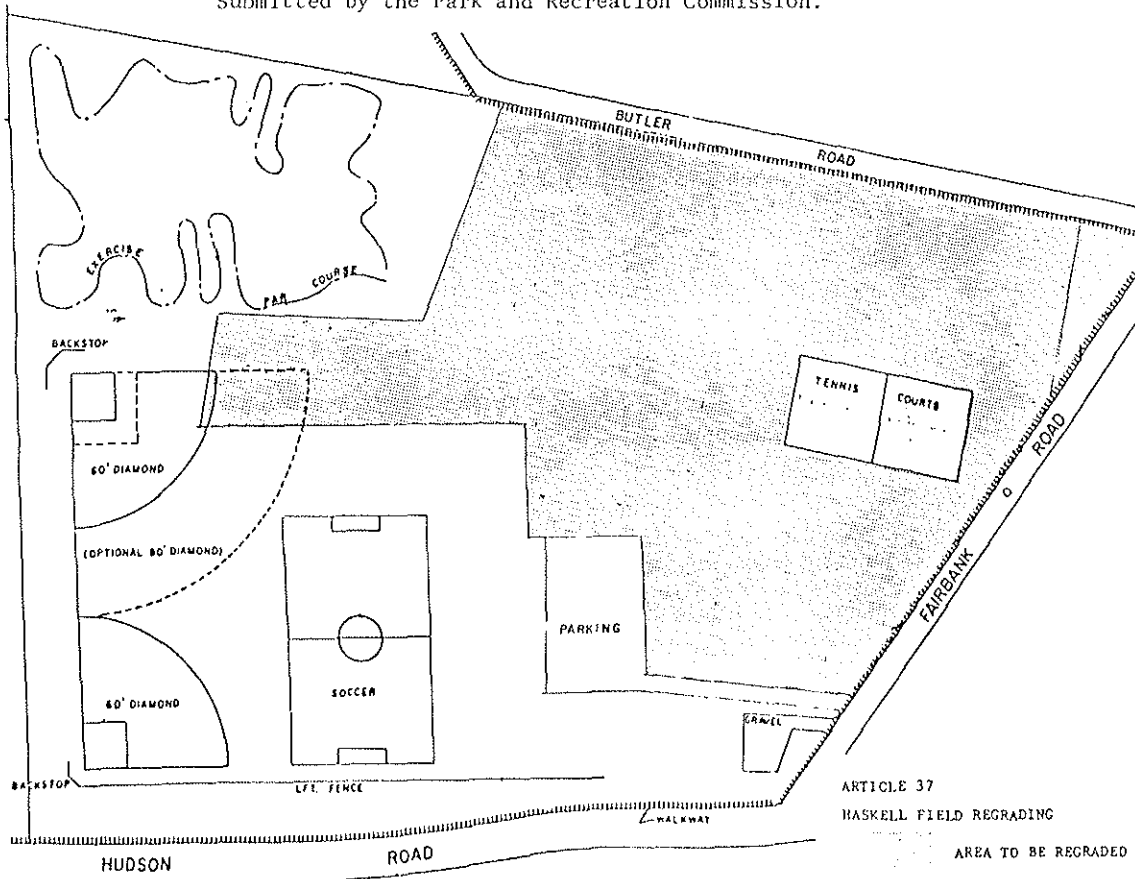 Submitted by the Park and Recreation Commission.
BUTLER ROAD
EXERCISE PAR COURSE
BACKSTOP
TENNIS COURTS
60' DIAMOND
(OPTIONAL 80' DIAMOND)
FAIRBANK ROAD
PARKING
SOCCER
60' DIAMOND
GRAVEL
BACKSTOP
LFT. FENCE
WALKWAY
ARTICLE 37
HASKELL FIELD REGRADING
AREA TO BE REGRADED
HUDSON ROAD